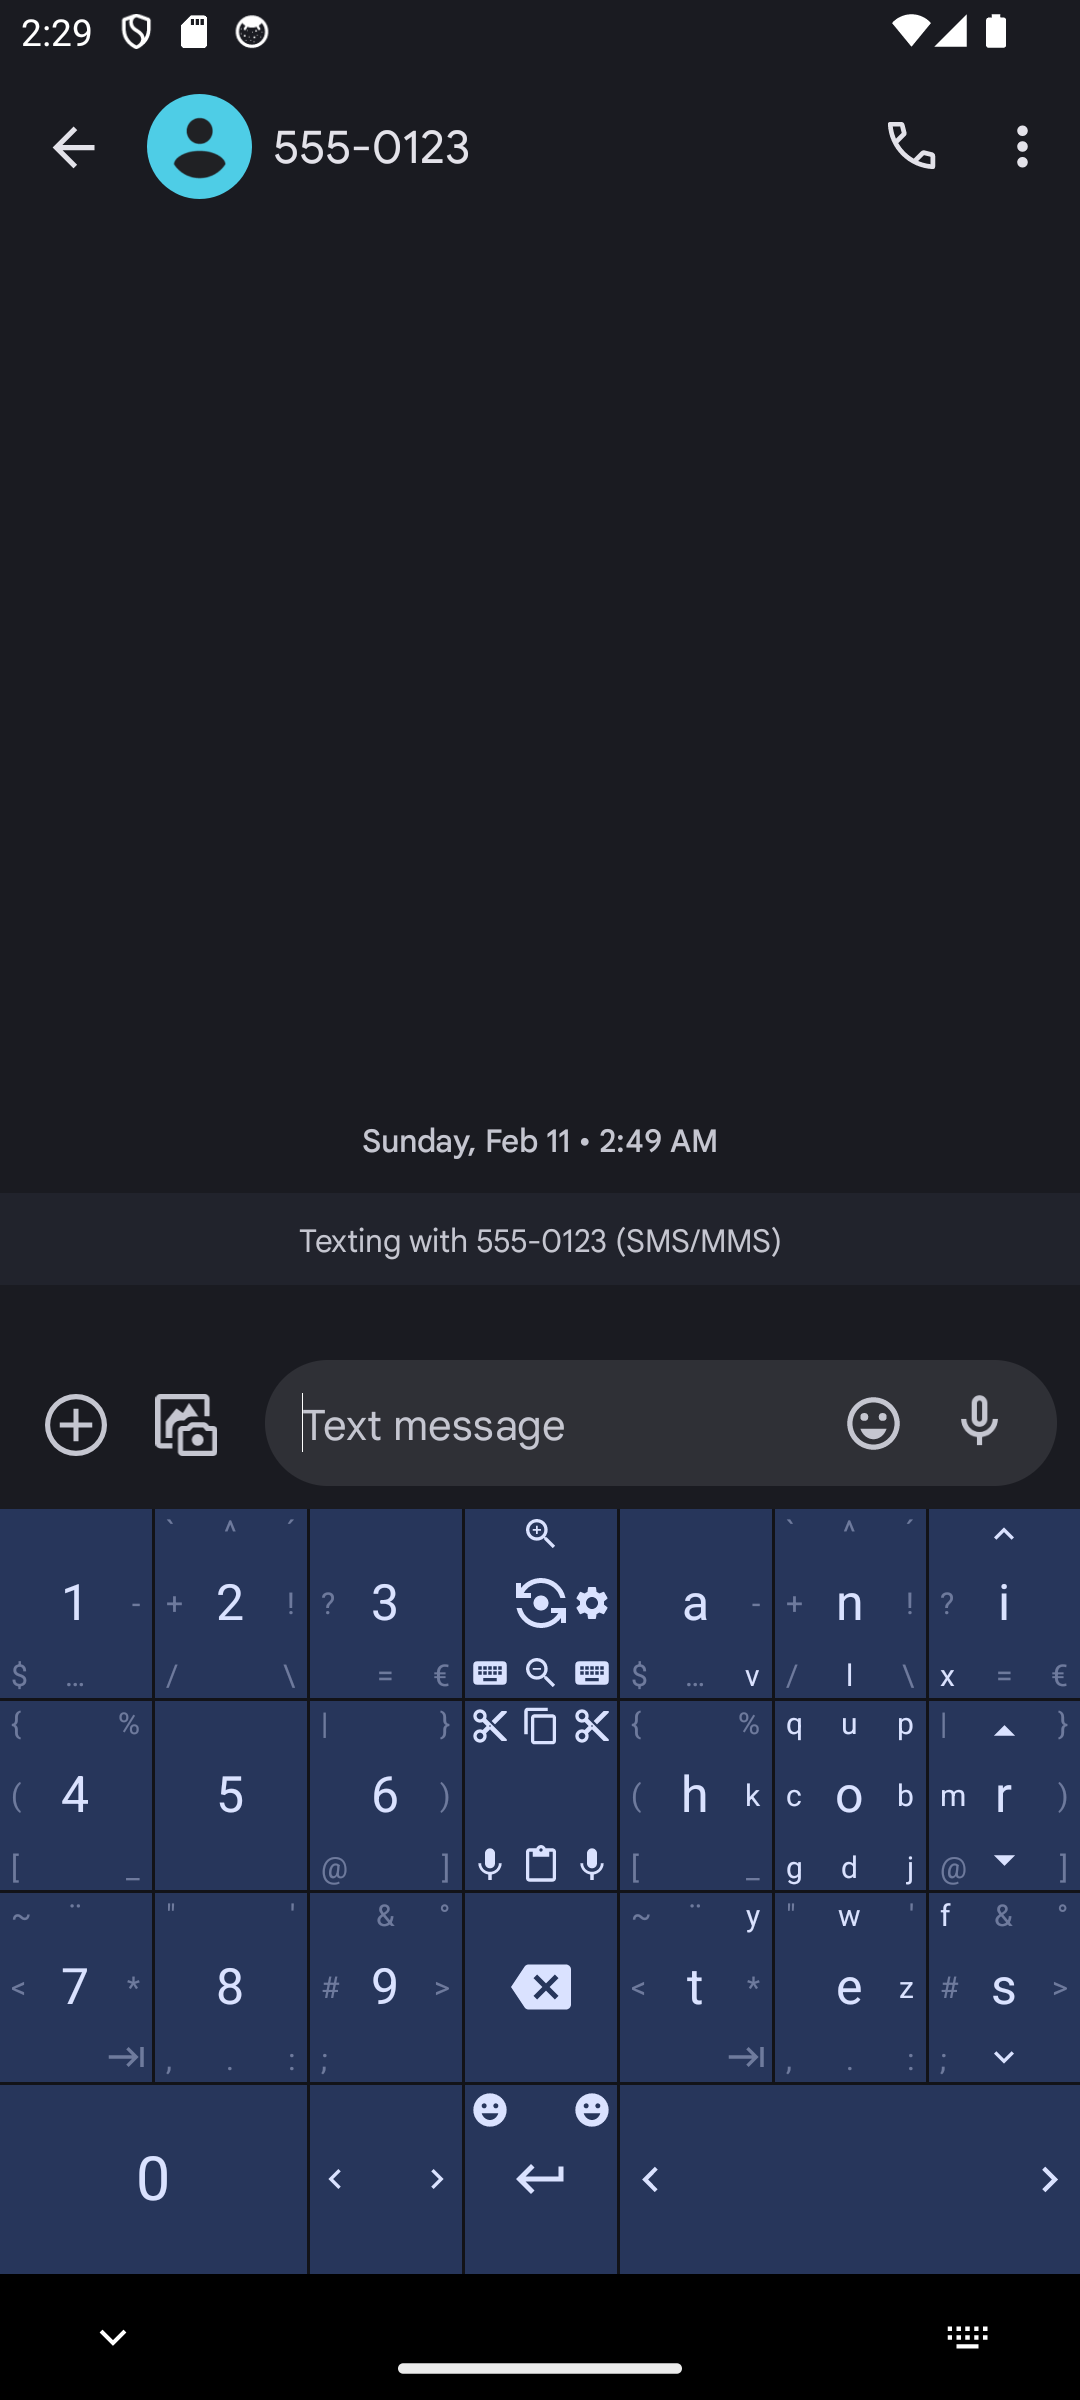 2:29
555-0123
Sunday, Feb 11 • 2:49 AM
Texting with 555-0123 (SMS/MMS)
Text message
` ^ ´ ` ^ ´
1 - + 2 ! ? 3 a - + n ! ? i
$ … / \ = € $ … v / l \ x = €
{ % | } { % q u p | }
( 4 5 6 ) ( h k c o b m r )
[ _ @ ] [ _ g d j @ ]
~ ¨ " ' & ° ~ ¨ y " w ' f & °
< 7 * 8 # 9 > < t * e z # s >
, . : ; , . : ;
0 < > < >